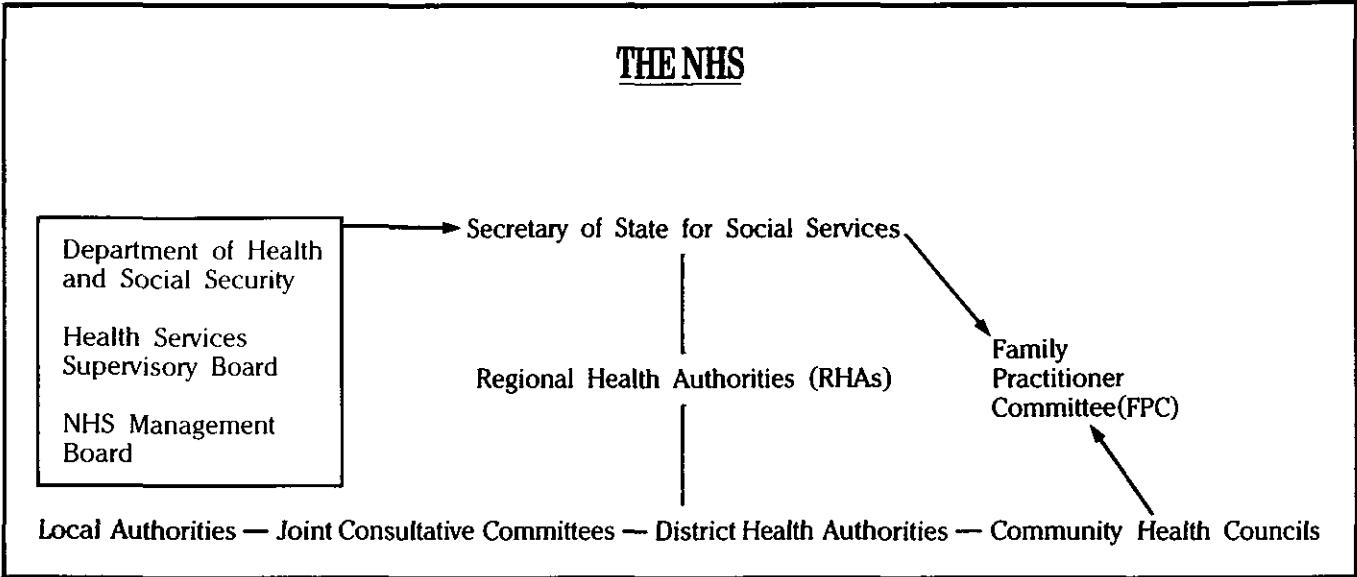 THE NHS
Department of Health
and Social Security
Health Services
Supervisory Board
NHS Management
Board
Secretary of State for Social Services
Regional Health Authorities (RHAs)
Family
Practitioner
Committee(FPC)
Local Authorities — Joint Consultative Committees — District Health Authorities — Community Health Councils